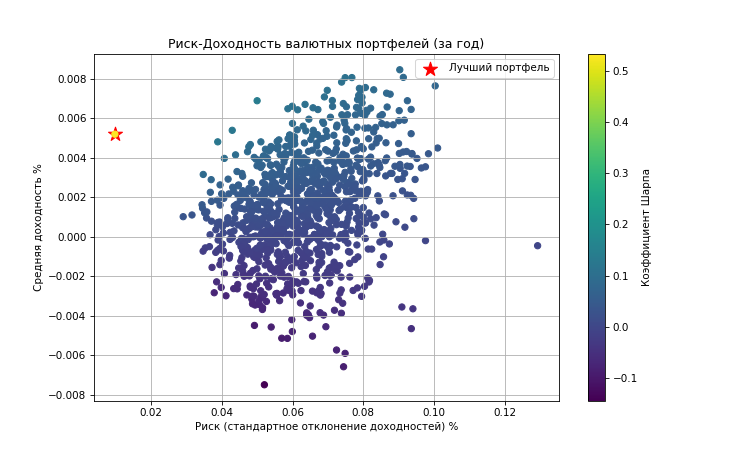 Риск-Доходность валютных портфелей (за год)
Лучший портфель
0.008
0.006
0.004
0.002
0.000
−0.002
−0.004
−0.006
−0.008
Средняя доходность %
0.02 0.04 0.06 0.08 0.10 0.12
Риск (стандартное отклонение доходностей) %
0.5
0.4
0.3
0.2
0.1
0.0
−0.1
Коэффициент Шарпа